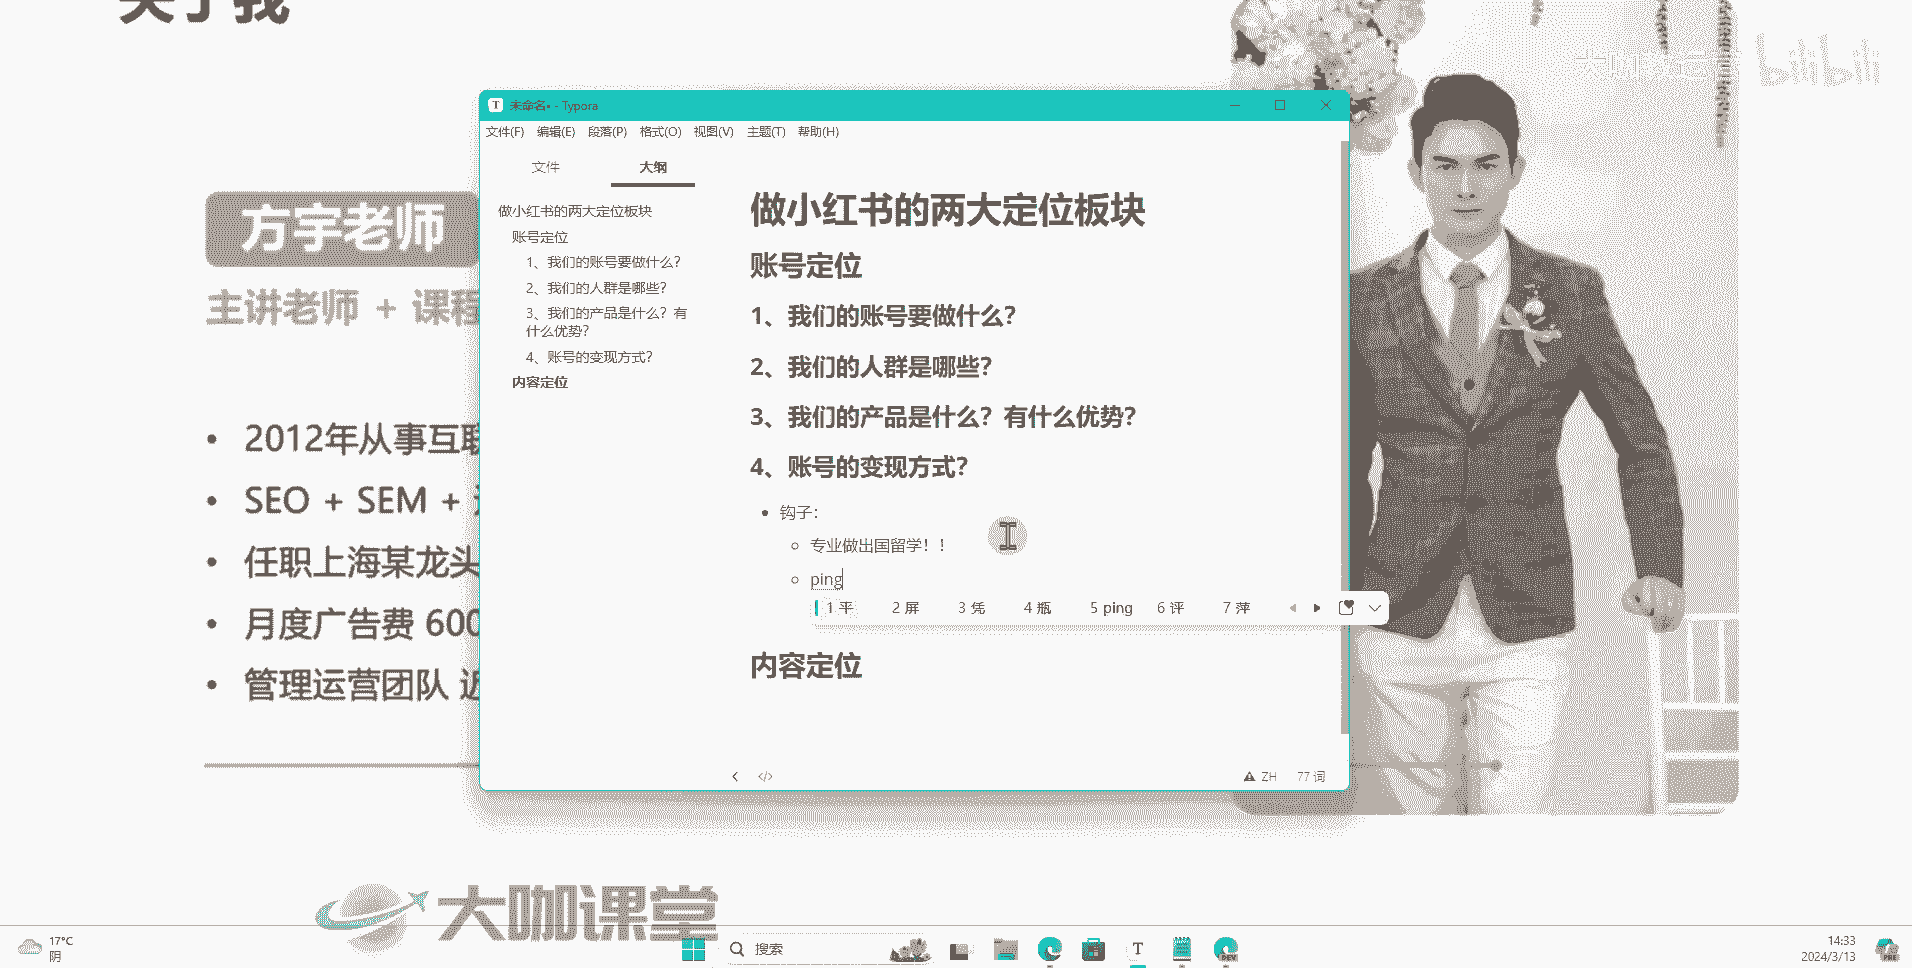 关于我
bilibili
方宇老师
主讲老师 + 课程
2012年从事互联
SEO + SEM +
任职上海某龙头
月度广告费 600
管理运营团队 近
未命名• - Typora
文件(F) 编辑(E) 段落(P) 格式(O) 视图(V) 主题(T) 帮助(H)
文件 大纲
做小红书的两大定位板块
账号定位
1、我们的账号要做什么？
2、我们的人群是哪些？
3、我们的产品是什么？有
什么优势？
4、账号的变现方式？
内容定位
做小红书的两大定位板块
账号定位
1、我们的账号要做什么？
2、我们的人群是哪些？
3、我们的产品是什么？有什么优势？
4、账号的变现方式？
钩子：
专业做出国留学！！
ping
1 平 2 屏 3 凭 4 瓶 5 ping 6 评 7 萍
内容定位
ZH 77 词
大咖课堂
17°C
阴
搜索
14:33
2024/3/13